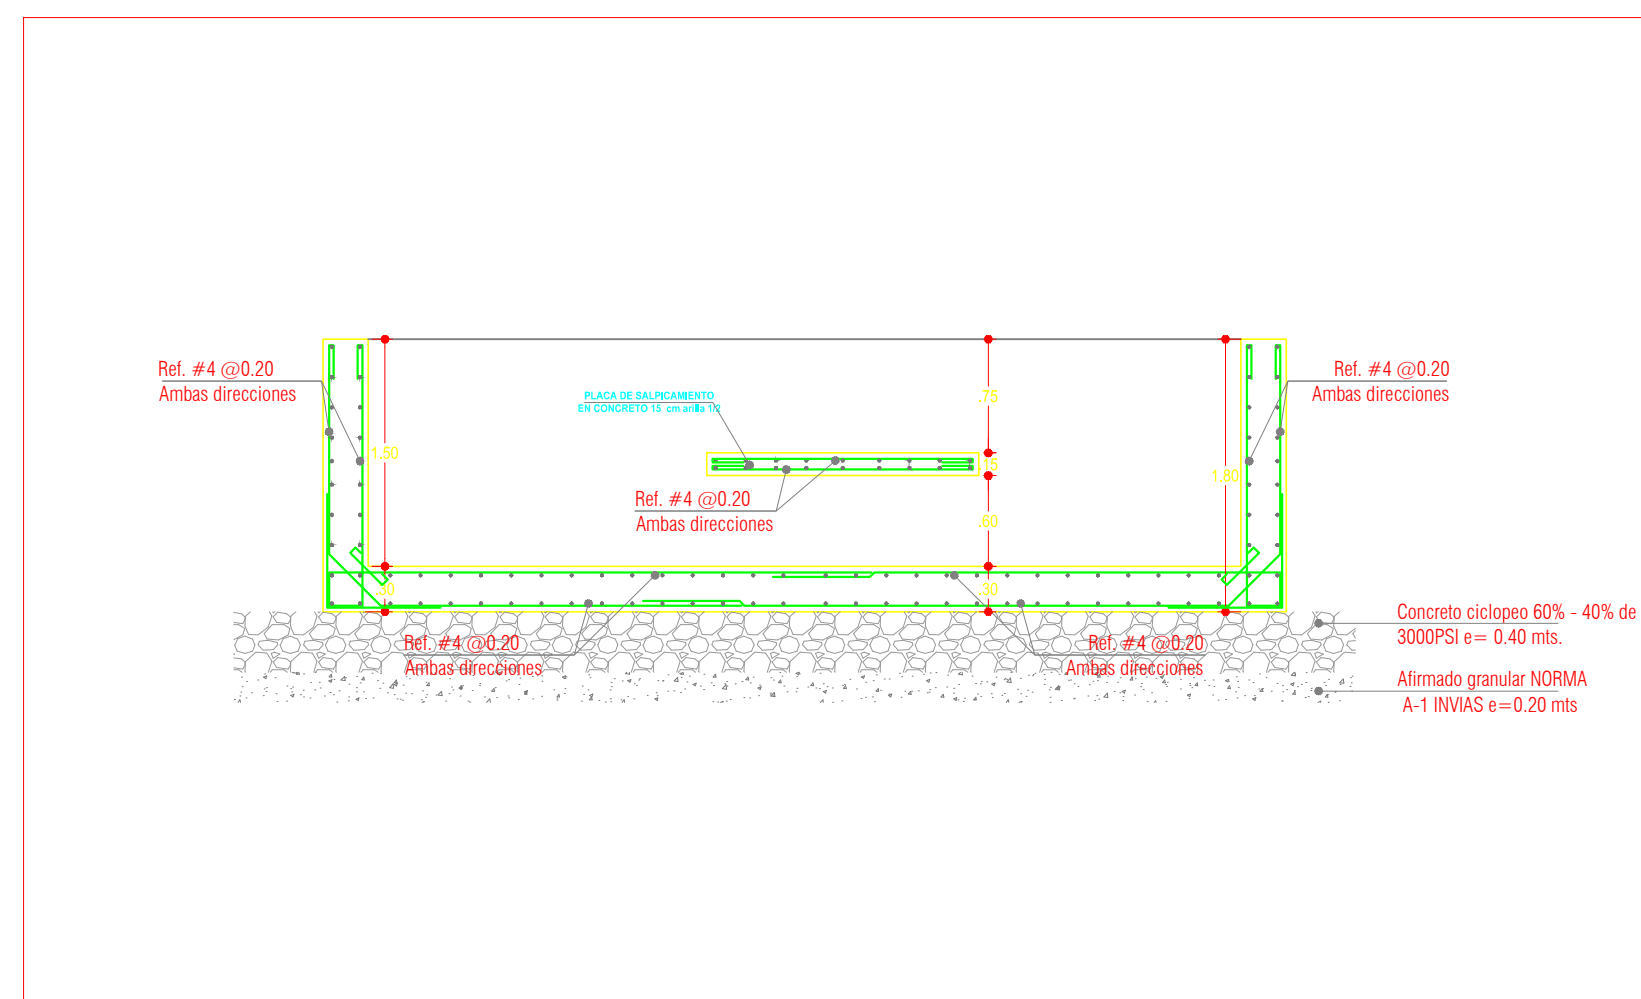 Ref. #4 @0.20
Ambas direcciones
Ref. #4 @0.20
Ambas direcciones
PLACA DE SALPICAMIENTO
EN CONCRETO 15 cm arilla 1/2
.75
1.50
.15
1.80
Ref. #4 @0.20
Ambas direcciones
.60
.30
.30
Ref. #4 @0.20
Ambas direcciones
Ref. #4 @0.20
Ambas direcciones
Concreto ciclopeo 60% - 40% de
3000PSI e= 0.40 mts.
Afirmado granular NORMA
A-1 INVIAS e=0.20 mts